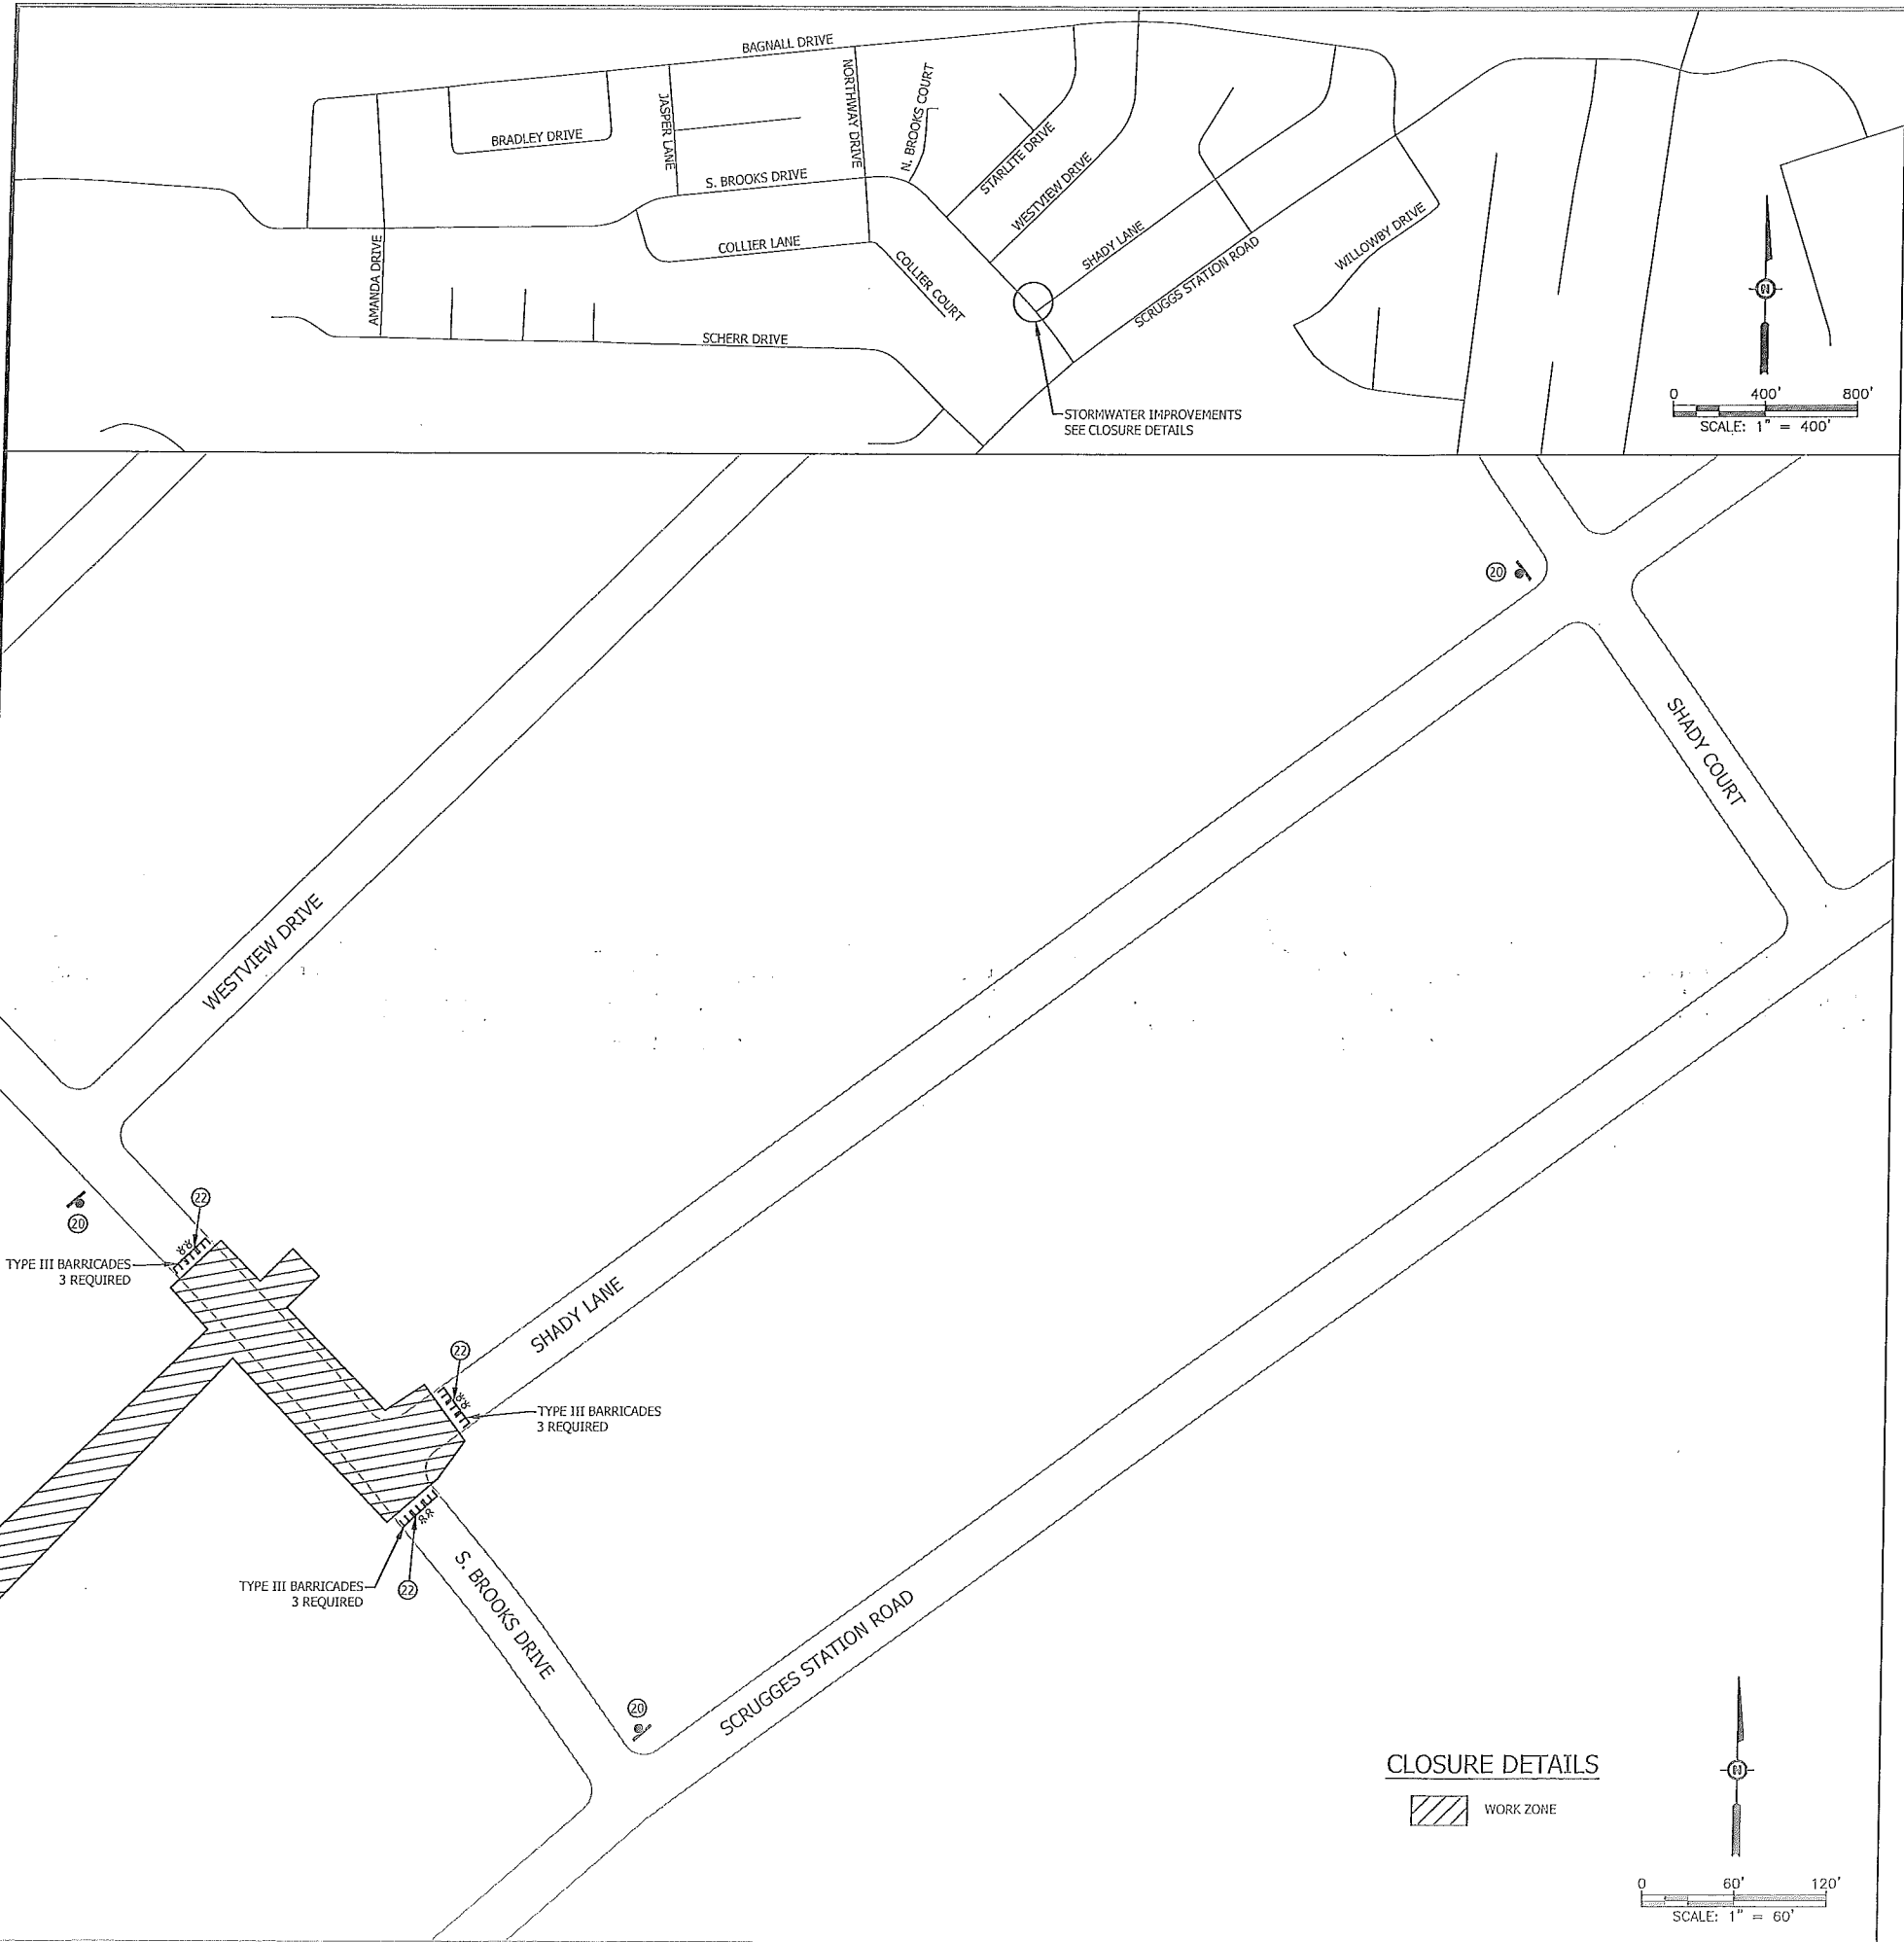 BAGNALL DRIVE
BRADLEY DRIVE
JASPER LANE
NORTHWAY DRIVE
N. BROOKS COURT
S. BROOKS DRIVE
STARLITE DRIVE
WESTVIEW DRIVE
COLLIER LANE
COLLIER COURT
SHADY LANE
SCRUGGS STATION ROAD
WILLOWBY DRIVE
AMANDA DRIVE
SCHERR DRIVE
STORMWATER IMPROVEMENTS
SEE CLOSURE DETAILS
N
0 400' 800'
SCALE: 1" = 400'
20
SHADY COURT
WESTVIEW DRIVE
22
20
TYPE III BARRICADES
3 REQUIRED
SHADY LANE
22
TYPE III BARRICADES
3 REQUIRED
TYPE III BARRICADES
3 REQUIRED
22
S. BROOKS DRIVE
SCRUGGES STATION ROAD
20
CLOSURE DETAILS
WORK ZONE
N
0 60' 120'
SCALE: 1" = 60'